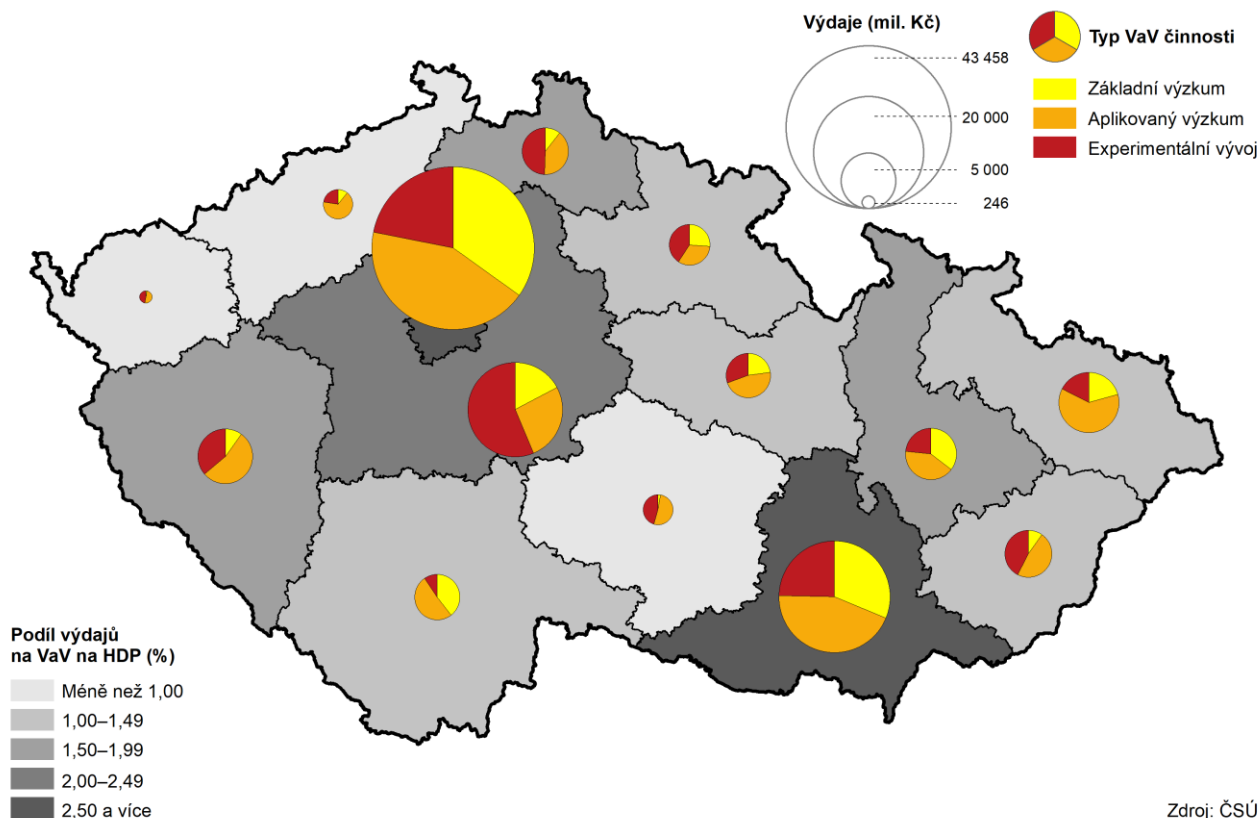 Výdaje (mil. Kč)
43 458
20 000
5 000
246
Typ VaV činnosti
Základní výzkum
Aplikovaný výzkum
Experimentální vývoj
Podíl výdajů
na VaV na HDP (%)
Méně než 1,00
1,00–1,49
1,50–1,99
2,00–2,49
2,50 a více
Zdroj: ČSÚ